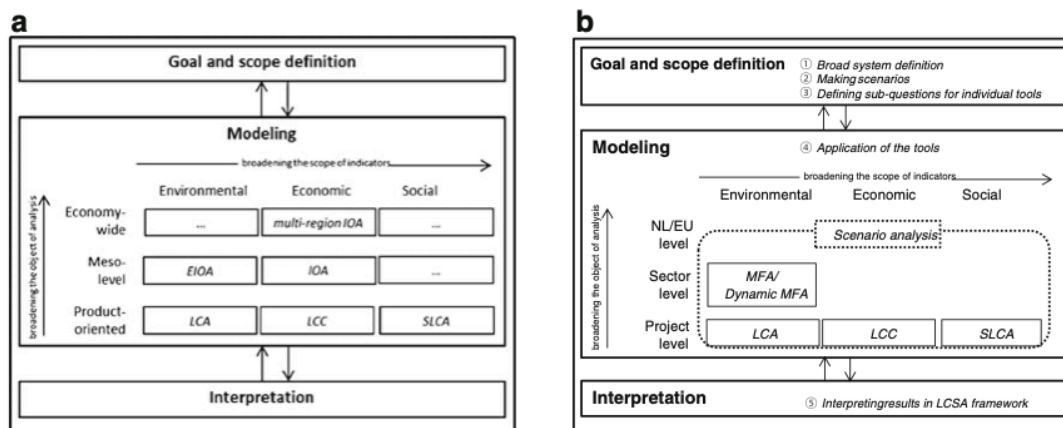 a
Goal and scope definition
Modeling
broadening the scope of indicators
Environmental Economic Social
broadening the object of analysis
Economy-
wide
... multi-region IOA ...
Meso-
level
EIOA IOA ...
Product-
oriented
LCA LCC SLCA
Interpretation
b
Goal and scope definition
① Broad system definition
② Making scenarios
③ Defining sub-questions for individual tools
Modeling
④ Application of the tools
broadening the scope of indicators
Environmental Economic Social
broadening the object of analysis
NL/EU
level
Scenario analysis
Sector
level
MFA/
Dynamic MFA
Project
level
LCA LCC SLCA
Interpretation
⑤ Interpretingresults in LCSA framework